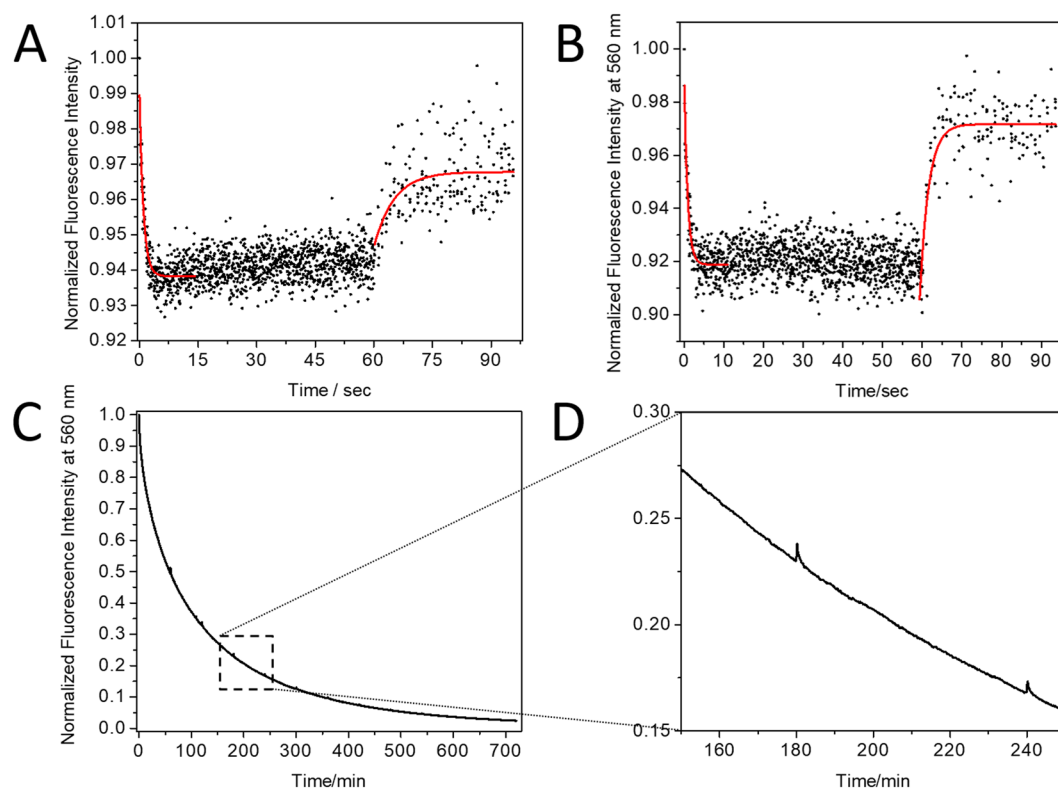 A
Normalized Fluorescence Intensity
1.01
1.00
0.99
0.98
0.97
0.96
0.95
0.94
0.93
0.92
0 15 30 45 60 75 90
Time / sec
B
Normalized Fluorescence Intensity at 560 nm
1.00
0.98
0.96
0.94
0.92
0.90
0 10 20 30 40 50 60 70 80 90
Time/sec
C
Normalized Fluorescence Intensity at 560 nm
1.0
0.9
0.8
0.7
0.6
0.5
0.4
0.3
0.2
0.1
0.0
0 100 200 300 400 500 600 700
Time/min
D
0.30
0.25
0.20
0.15
160 180 200 220 240
Time/min